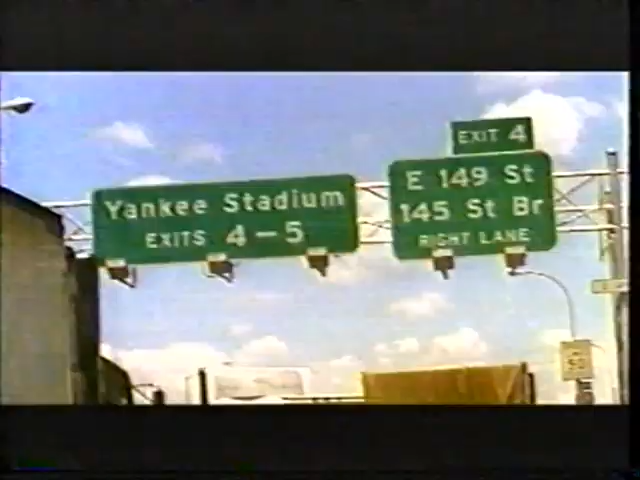 Yankee Stadium
EXITS 4-5
EXIT 4
E 149 St
145 St Br
RIGHT LANE